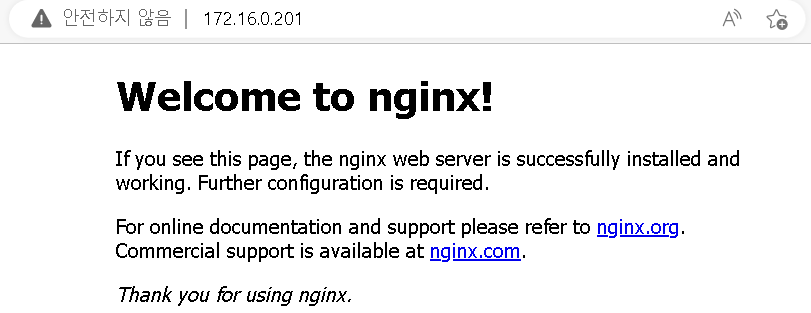 안전하지 않음 | 172.16.0.201
Welcome to nginx!
If you see this page, the nginx web server is successfully installed and
working. Further configuration is required.
For online documentation and support please refer to nginx.org.
Commercial support is available at nginx.com.
Thank you for using nginx.